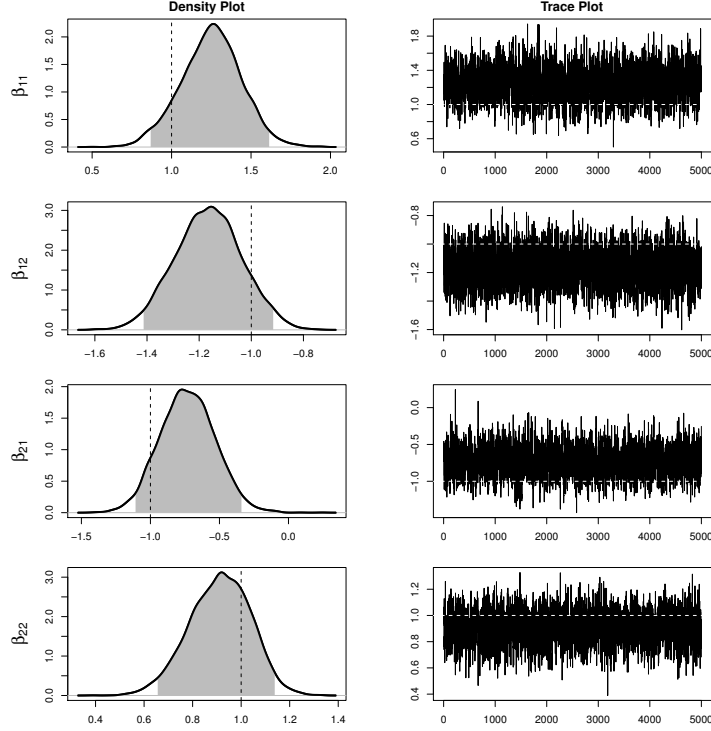 Density Plot
Trace Plot
β11
0.0 0.5 1.0 1.5 2.0
0.5 1.0 1.5 2.0
0.6 1.0 1.4 1.8
0 1000 2000 3000 4000 5000
β12
0.0 1.0 2.0 3.0
−1.6 −1.4 −1.2 −1.0 −0.8
−1.6 −1.2 −0.8
0 1000 2000 3000 4000 5000
β21
0.0 0.5 1.0 1.5 2.0
−1.5 −1.0 −0.5 0.0
−1.0 −0.5 0.0
0 1000 2000 3000 4000 5000
β22
0.0 1.0 2.0 3.0
0.4 0.6 0.8 1.0 1.2 1.4
0.4 0.6 0.8 1.0 1.2
0 1000 2000 3000 4000 5000